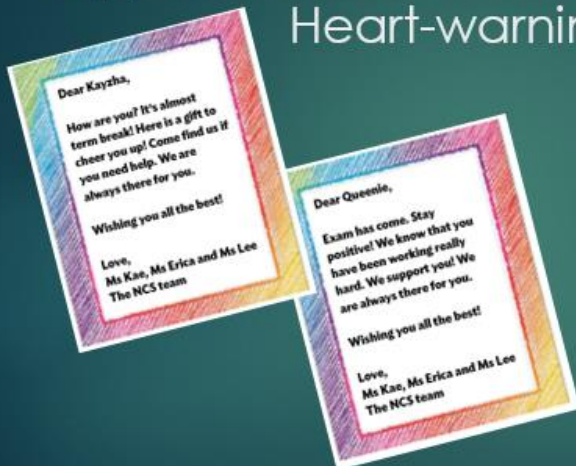 Heart-warnin
Dear Kayzha,
How are you? It's almost
term break! Here is a gift to
cheer you up! Come find us if
you need help. We are
always there for you.
Wishing you all the best!
Love,
Ms Kae, Ms Erica and Ms Lee
The NCS team
Dear Queenie,
Exam has come. Stay
positive! We know that you
have been working really
hard. We support you! We
are always there for you.
Wishing you all the best!
Love,
Ms Kae, Ms Erica and Ms Lee
The NCS team